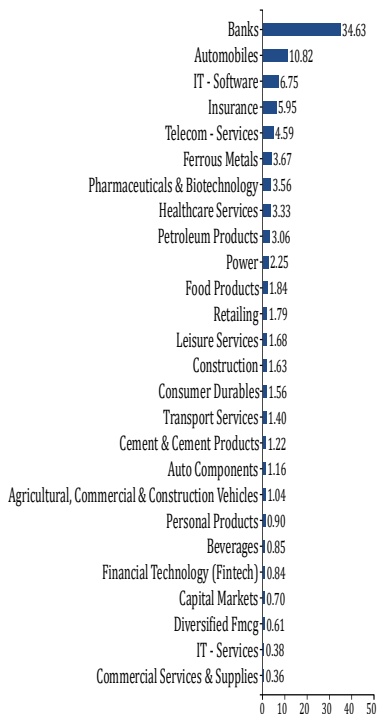 Banks 34.63
Automobiles 10.82
IT - Software 6.75
Insurance 5.95
Telecom - Services 4.59
Ferrous Metals 3.67
Pharmaceuticals & Biotechnology 3.56
Healthcare Services 3.33
Petroleum Products 3.06
Power 2.25
Food Products 1.84
Retailing 1.79
Leisure Services 1.68
Construction 1.63
Consumer Durables 1.56
Transport Services 1.40
Cement & Cement Products 1.22
Auto Components 1.16
Agricultural, Commercial & Construction Vehicles 1.04
Personal Products 0.90
Beverages 0.85
Financial Technology (Fintech) 0.84
Capital Markets 0.70
Diversified Fmcg 0.61
IT - Services 0.38
Commercial Services & Supplies 0.36
0 10 20 30 40 50